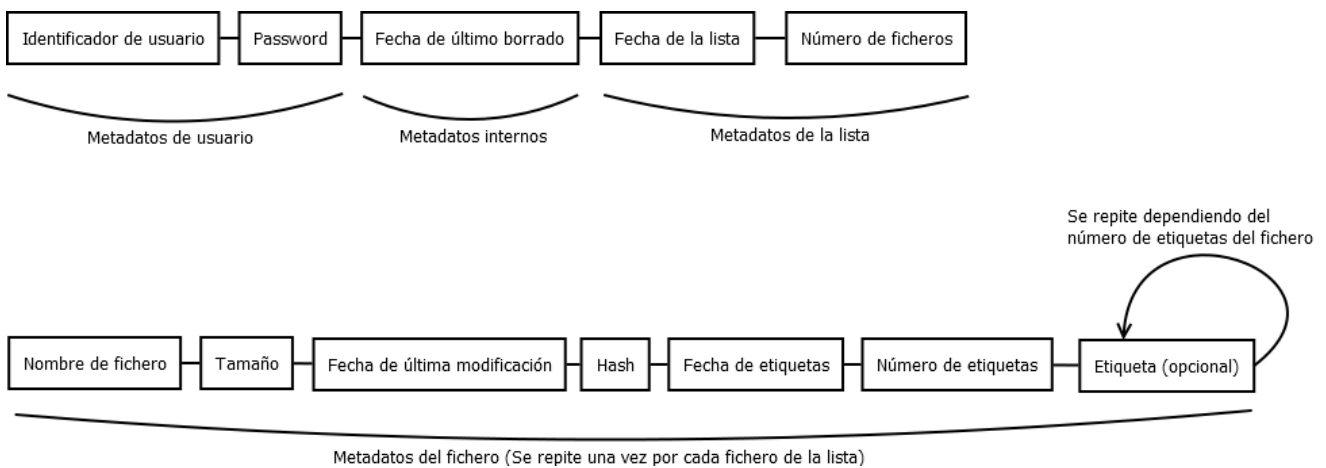 Identificador de usuario
Password
Fecha de último borrado
Fecha de la lista
Número de ficheros
Metadatos de usuario
Metadatos internos
Metadatos de la lista
Se repite dependiendo del
número de etiquetas del fichero
Nombre de fichero
Tamaño
Fecha de última modificación
Hash
Fecha de etiquetas
Número de etiquetas
Etiqueta (opcional)
Metadatos del fichero (Se repite una vez por cada fichero de la lista)